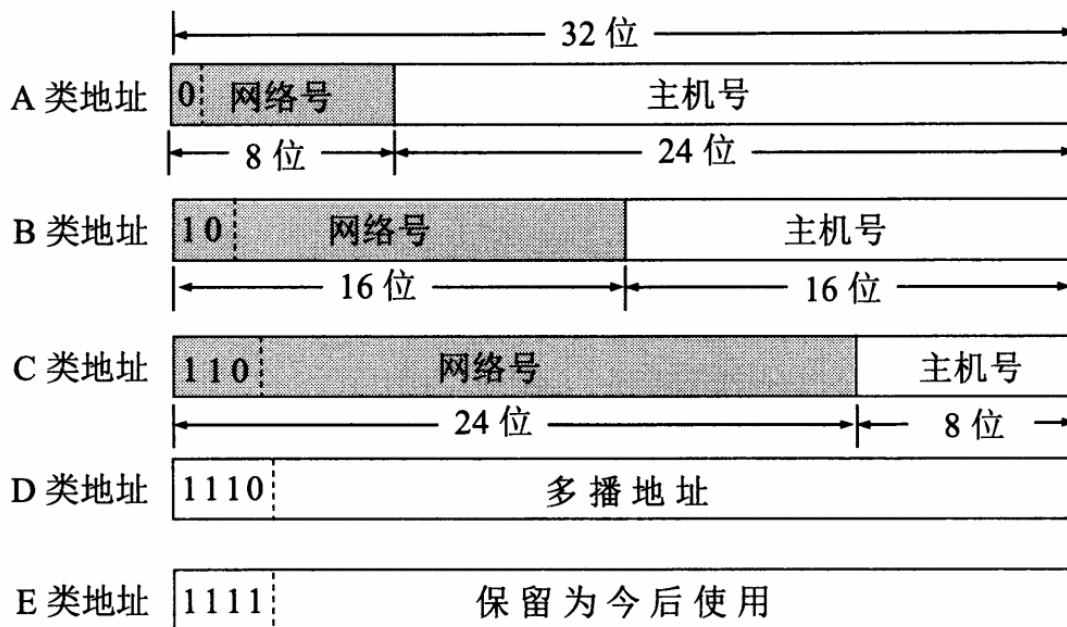 32 位
A 类地址 0 网络号 主机号
8 位 24 位
B 类地址 10 网络号 主机号
16 位 16 位
C 类地址 110 网络号 主机号
24 位 8 位
D 类地址 1110 多播地址
E 类地址 1111 保留为今后使用